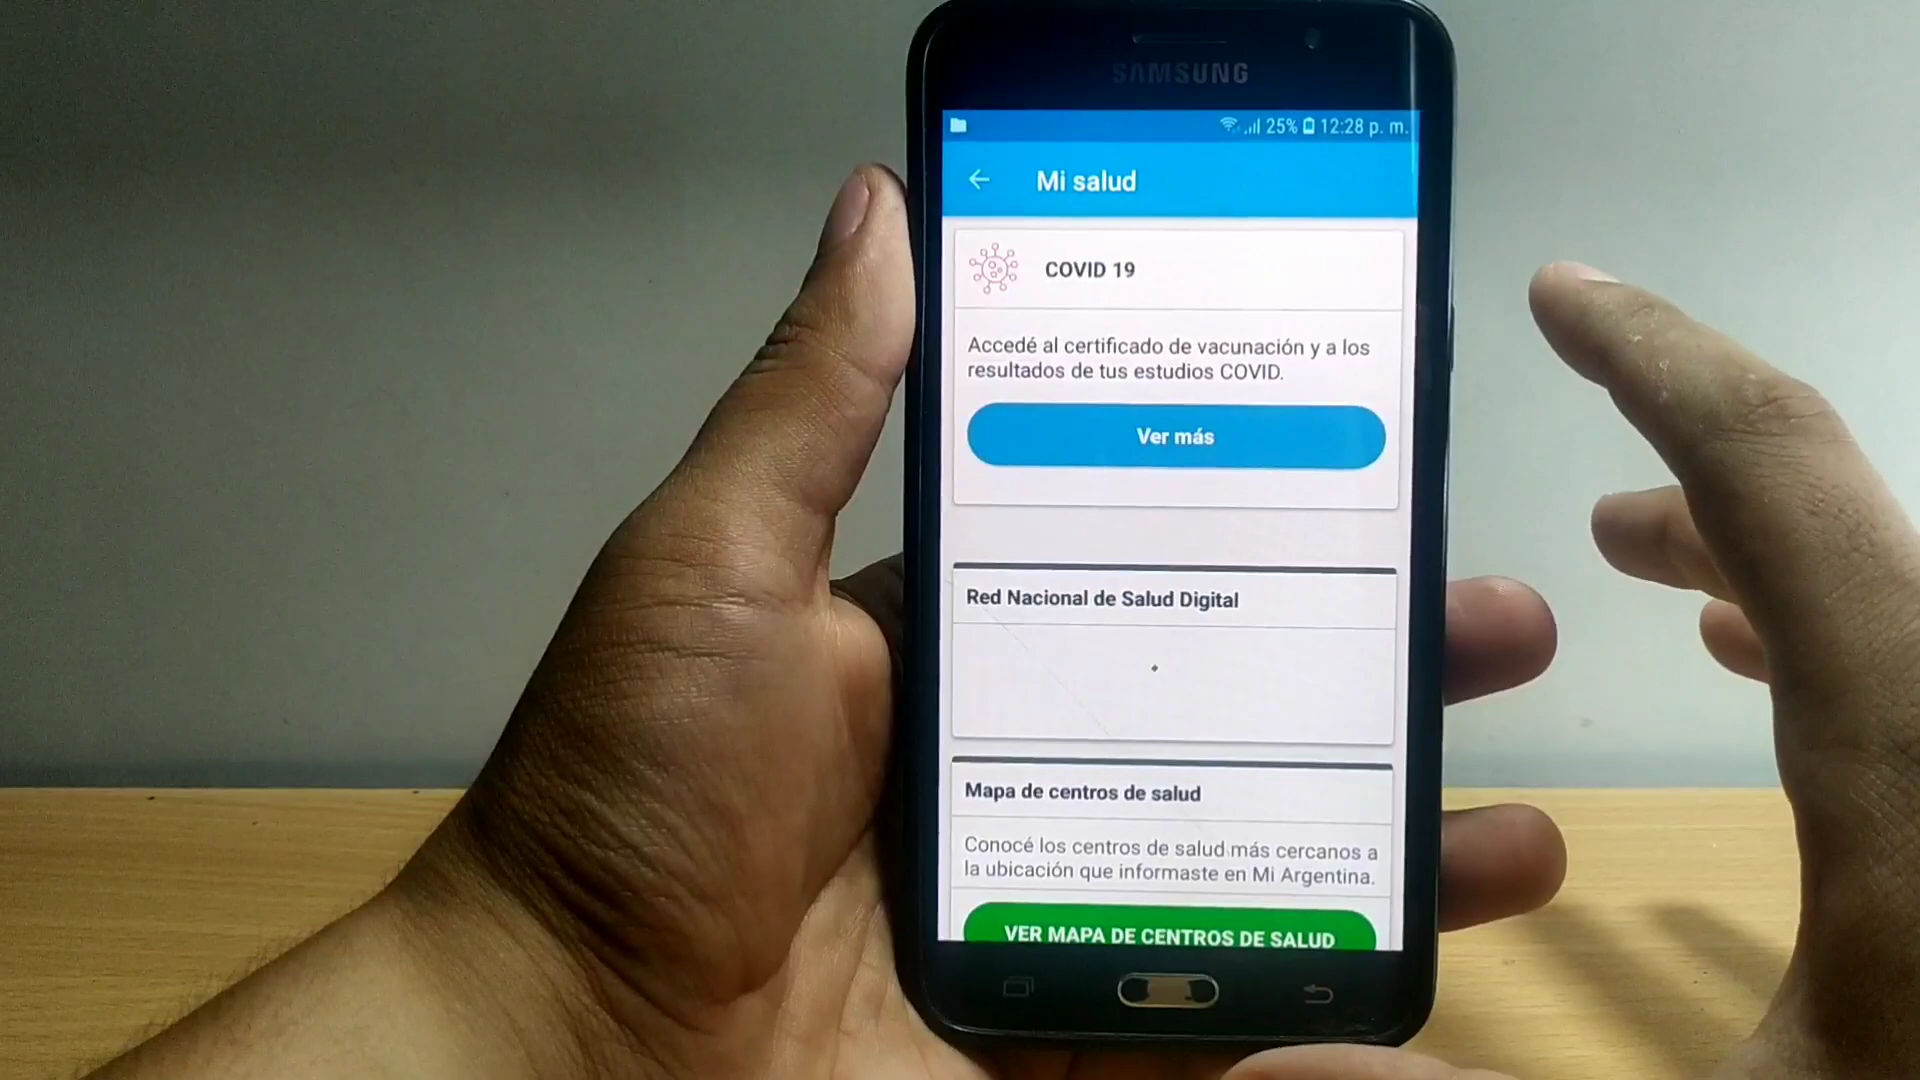 SAMSUNG
25% 12:28 p. m.
Mi salud
COVID 19
Accedé al certificado de vacunación y a los
resultados de tus estudios COVID.
Ver más
Red Nacional de Salud Digital
Mapa de centros de salud
Conocé los centros de salud más cercanos a
la ubicación que informaste en Mi Argentina.
VER MAPA DE CENTROS DE SALUD